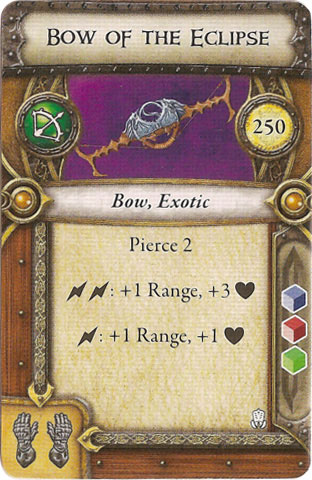 BOW OF THE ECLIPSE
250
Bow, Exotic
Pierce 2
: +1 Range, +3
: +1 Range, +1